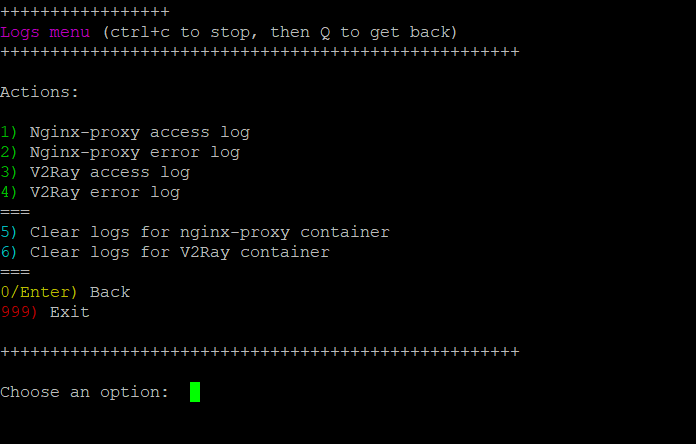 +++++++++++++++++
Logs menu (ctrl+c to stop, then Q to get back)
++++++++++++++++++++++++++++++++++++++++++++++++++++
Actions:
1) Nginx-proxy access log
2) Nginx-proxy error log
3) V2Ray access log
4) V2Ray error log
===
5) Clear logs for nginx-proxy container
6) Clear logs for V2Ray container
===
0/Enter) Back
999) Exit
++++++++++++++++++++++++++++++++++++++++++++++++++++
Choose an option: